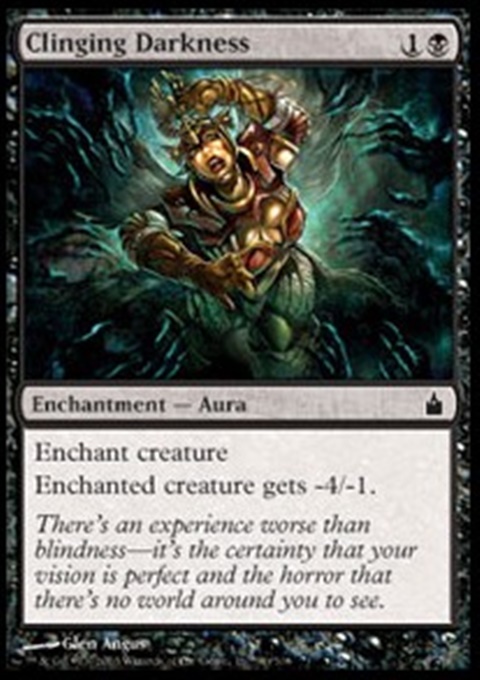 Clinging Darkness 1
Enchantment — Aura
Enchant creature
Enchanted creature gets -4/-1.
There's an experience worse than
blindness—it's the certainty that your
vision is perfect and the horror that
there's no world around you to see.
Glen Angus